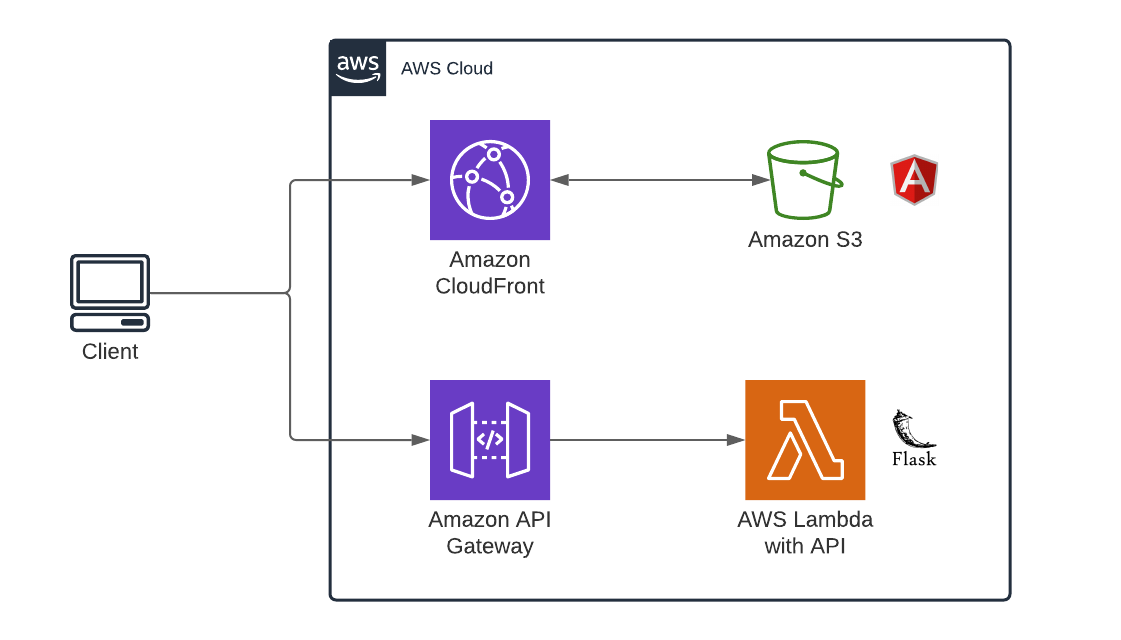 aws
AWS Cloud
Amazon
CloudFront
Amazon S3
A
Client
</>
Amazon API
Gateway
AWS Lambda
with API
Flask